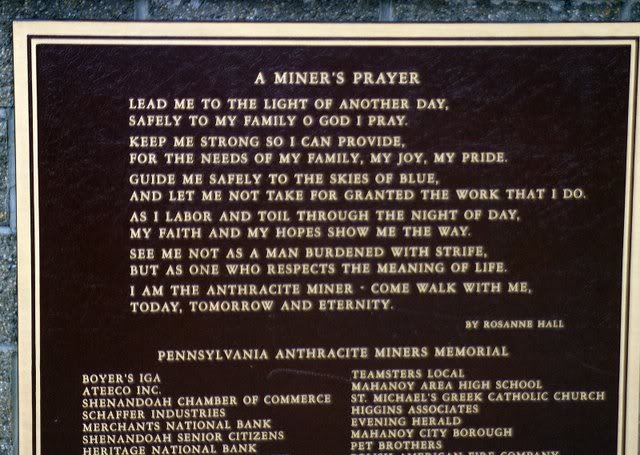 A MINER'S PRAYER
LEAD ME TO THE LIGHT OF ANOTHER DAY,
SAFELY TO MY FAMILY O GOD I PRAY.
KEEP ME STRONG SO I CAN PROVIDE,
FOR THE NEEDS OF MY FAMILY, MY JOY, MY PRIDE.
GUIDE ME SAFELY TO THE SKIES OF BLUE,
AND LET ME NOT TAKE FOR GRANTED THE WORK THAT I DO.
AS I LABOR AND TOIL THROUGH THE NIGHT OF DAY,
MY FAITH AND MY HOPES SHOW ME THE WAY.
SEE ME NOT AS A MAN BURDENED WITH STRIFE,
BUT AS ONE WHO RESPECTS THE MEANING OF LIFE.
I AM THE ANTHRACITE MINER - COME WALK WITH ME,
TODAY, TOMORROW AND ETERNITY.
BY ROSANNE HALL
PENNSYLVANIA ANTHRACITE MINERS MEMORIAL
BOYER'S IGA
ATEECO INC.
SHENANDOAH CHAMBER OF COMMERCE
SCHAFFER INDUSTRIES
MERCHANTS NATIONAL BANK
SHENANDOAH SENIOR CITIZENS
HERITAGE NATIONAL BANK
TEAMSTERS LOCAL
MAHANOY AREA HIGH SCHOOL
ST. MICHAEL'S GREEK CATHOLIC CHURCH
HIGGINS ASSOCIATES
EVENING HERALD
MAHANOY CITY BOROUGH
PET BROTHERS
POLISH AMERICAN FIRE COMPANY